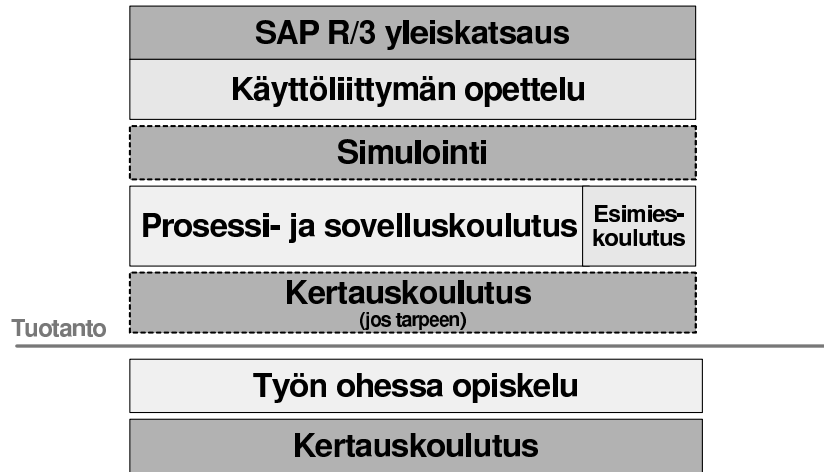 SAP R/3 yleiskatsaus
Käyttöliittymän opettelu
Simulointi
Prosessi- ja sovelluskoulutus
Esimies-
koulutus
Kertauskoulutus
(jos tarpeen)
Tuotanto
Työn ohessa opiskelu
Kertauskoulutus